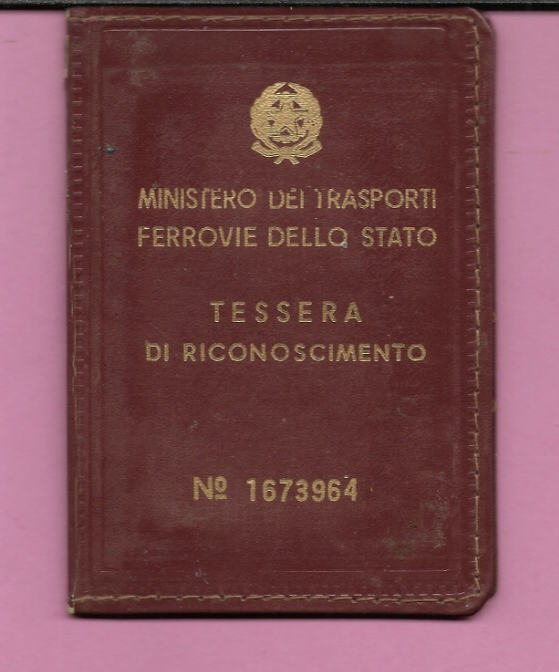 MINISTERO DEI TRASPORTI
FERROVIE DELLO STATO
TESSERA
DI RICONOSCIMENTO
Nº 1673964